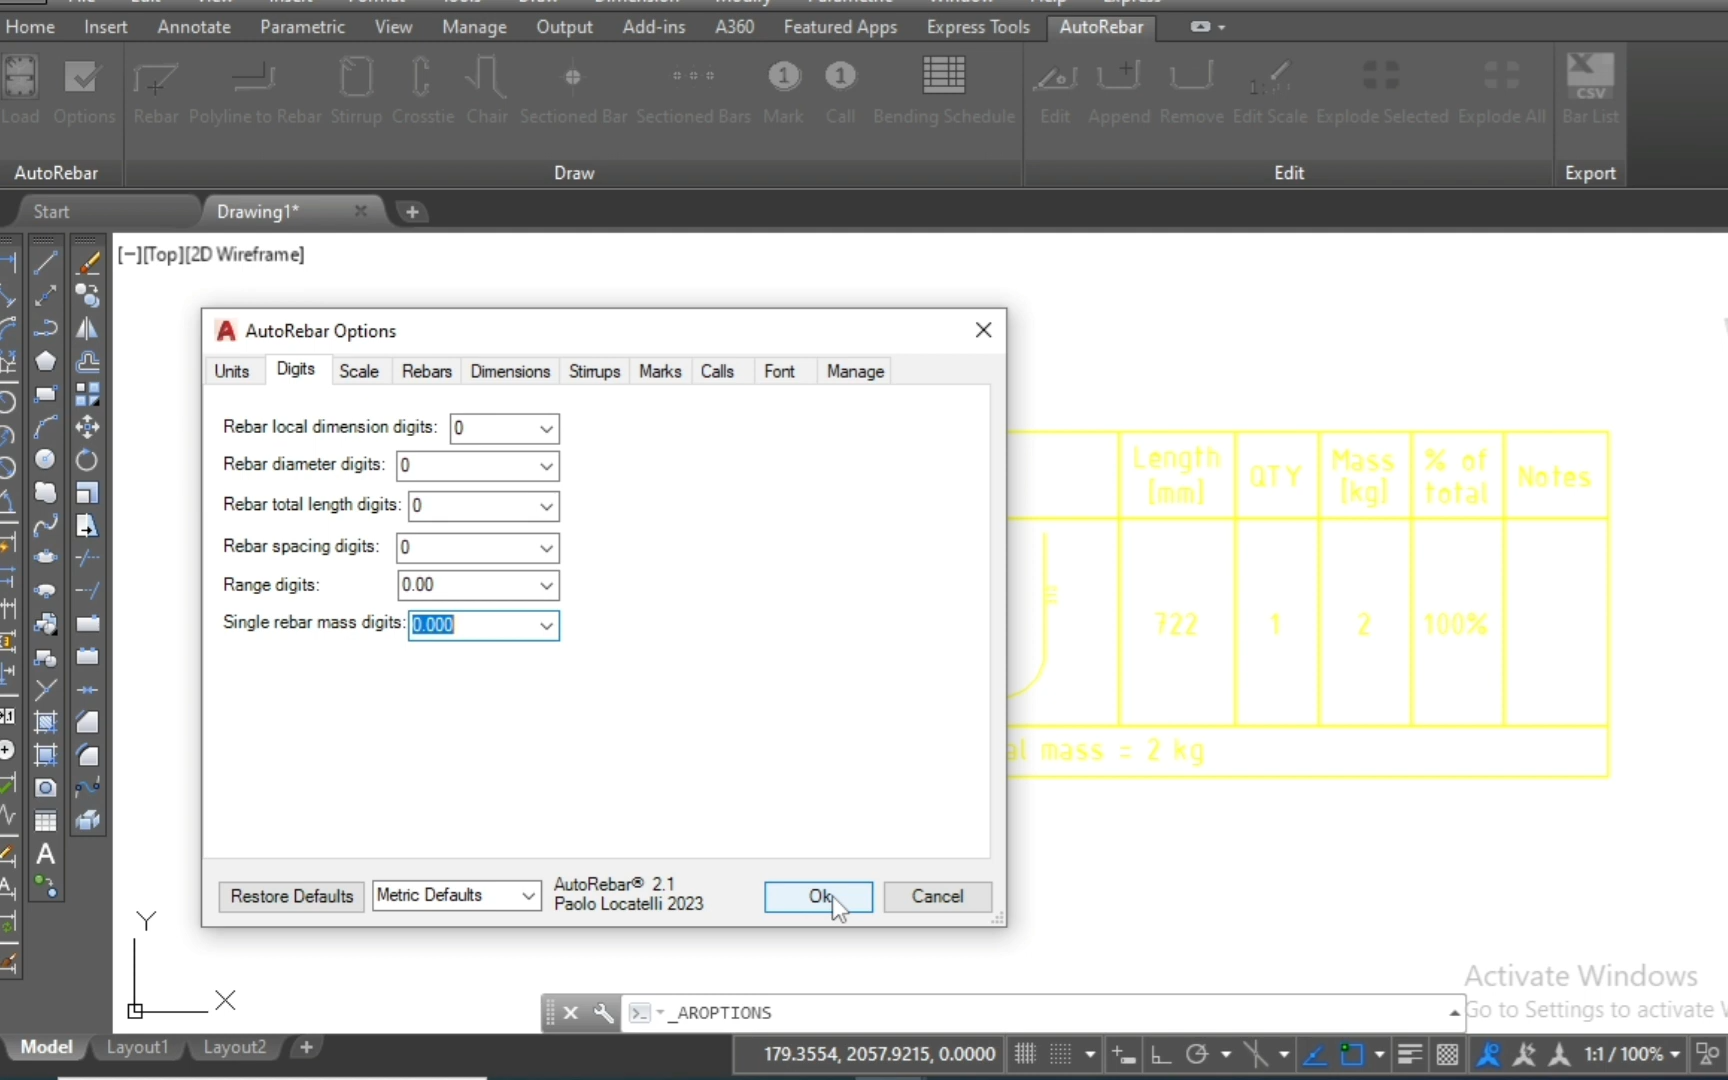 Home Insert Annotate Parametric View Manage Output Add-ins A360 Featured Apps Express Tools AutoRebar
1 1
CSV
Load Options Rebar Polyline to Rebar Stirrup Crosstie Chair Sectioned Bar Sectioned Bars Mark Call Bending Schedule Edit Append Remove Edit Scale Explode Selected Explode All Bar List
AutoRebar Draw Edit Export
Start Drawing1*
[−][Top][2D Wireframe]
AutoRebar Options
Units Digits Scale Rebars Dimensions Stirrups Marks Calls Font Manage
Rebar local dimension digits: 0
Rebar diameter digits: 0
Rebar total length digits: 0
Rebar spacing digits: 0
Range digits: 0.00
Single rebar mass digits: 0.000
Restore Defaults Metric Defaults AutoRebar® 2.1
Paolo Locatelli 2023
Ok Cancel
Length
[mm]
QTY
Mass
[kg]
% of
total
Notes
722 1 2 100%
al mass = 2 kg
Y
X
Activate Windows
Go to Settings to activate
_AROPTIONS
Model Layout1 Layout2 +
179.3554, 2057.9215, 0.0000 1:1 / 100%